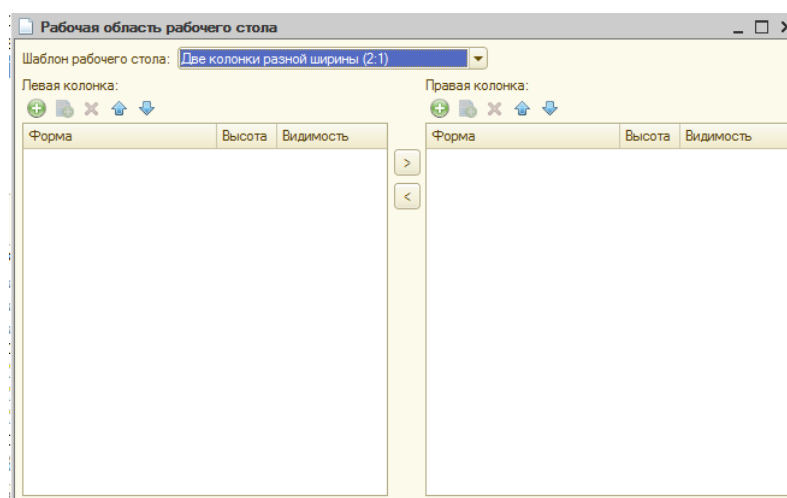 Рабочая область рабочего стола
Шаблон рабочего стола: Две колонки разной ширины (2:1)
Левая колонка: Правая колонка:
Форма Высота Видимость Форма Высота Видимость
>
<